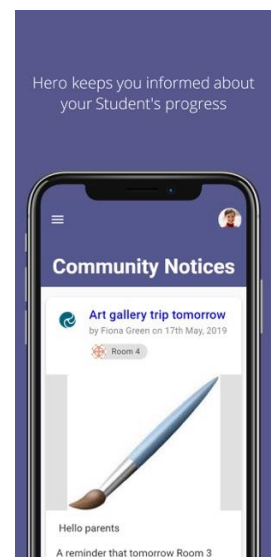 Hero keeps you informed about
your Student's progress
Community Notices
Art gallery trip tomorrow
by Fiona Green on 17th May, 2019
Room 4
Hello parents
A reminder that tomorrow Room 3